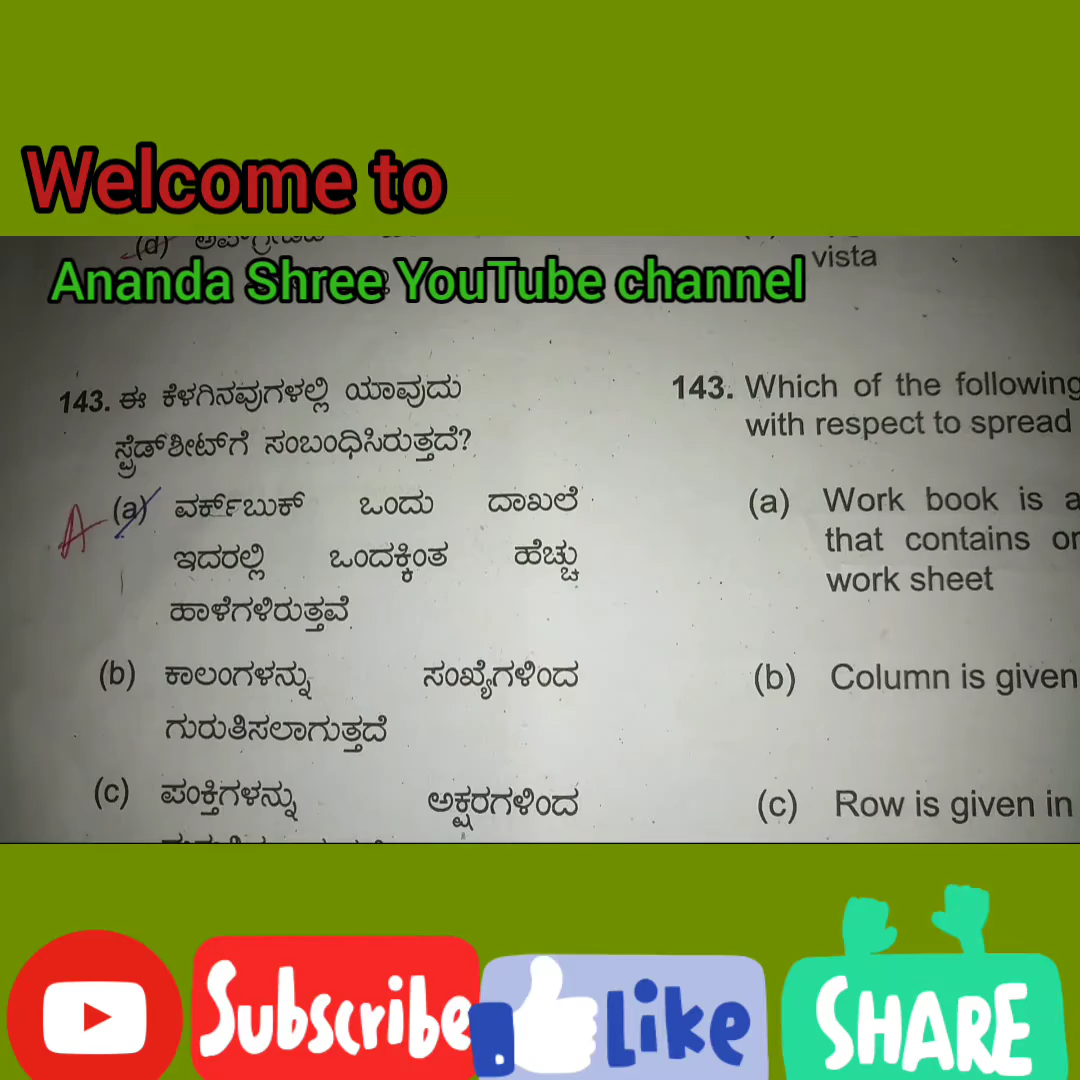 Welcome to
(d)
vista
Ananda Shree YouTube channel
143. ಈ ಕೆಳಗಿನವುಗಳಲ್ಲಿ ಯಾವುದು
ಸ್ಪ್ರೆಡ್‌ಶೀಟ್‌ಗೆ ಸಂಬಂಧಿಸಿರುತ್ತದೆ?
A (a) ವರ್ಕ್‌ಬುಕ್ ಒಂದು ದಾಖಲೆ
ಇದರಲ್ಲಿ ಒಂದಕ್ಕಿಂತ ಹೆಚ್ಚು
ಹಾಳೆಗಳಿರುತ್ತವೆ
(b) ಕಾಲಂಗಳನ್ನು ಸಂಖ್ಯೆಗಳಿಂದ
ಗುರುತಿಸಲಾಗುತ್ತದೆ
(c) ಪಂಕ್ತಿಗಳನ್ನು ಅಕ್ಷರಗಳಿಂದ
143. Which of the following
with respect to spread
(a) Work book is a
that contains or
work sheet
(b) Column is given
(c) Row is given in
Subscribe Like SHARE